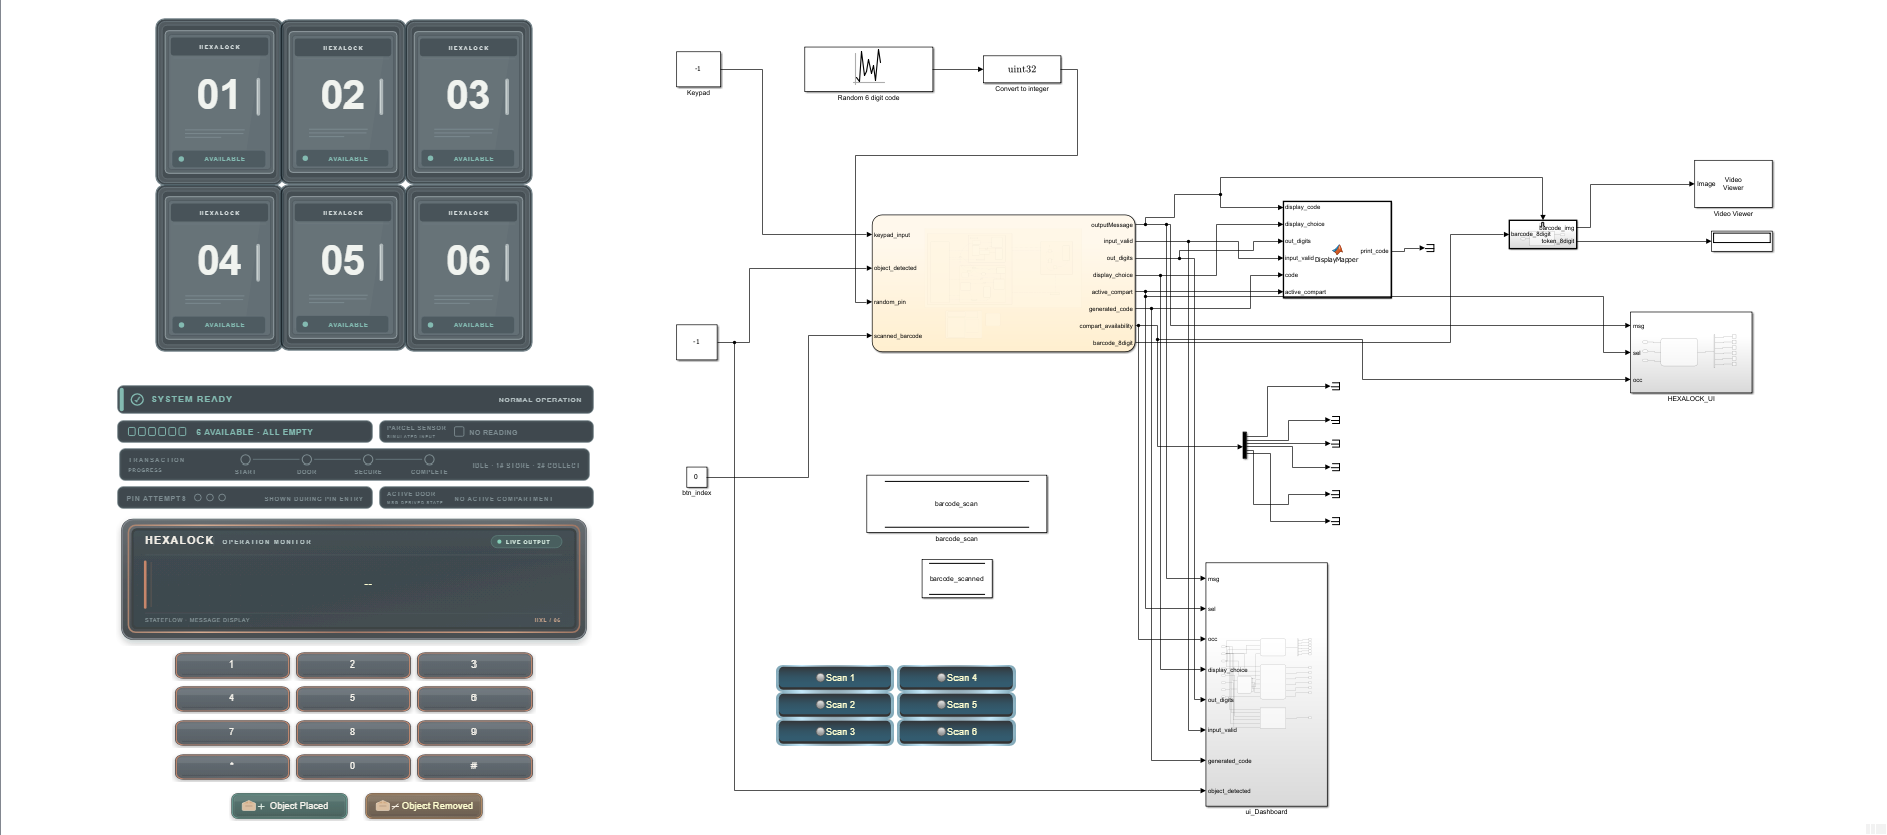 HEXALOCK
01
AVAILABLE
HEXALOCK
02
AVAILABLE
HEXALOCK
03
AVAILABLE
HEXALOCK
04
AVAILABLE
HEXALOCK
05
AVAILABLE
HEXALOCK
06
AVAILABLE
SYSTEM READY
NORMAL OPERATION
6 AVAILABLE - ALL EMPTY
PARCEL SENSOR
SIMULATED INPUT
NO READING
TRANSACTION
PROGRESS
START
DOOR
SECURE
COMPLETE
PIN ATTEMPTS
SHOWN DURING PIN ENTRY
ACTIVE DOOR
NO ACTIVE COMPARTMENT
HEXALOCK OPERATION MONITOR
LIVE OUTPUT
--
STATEFLOW · MESSAGE DISPLAY
HXL / 06
1 2 3
4 5 6
7 8 9
* 0 #
Object Placed
Object Removed
-1
Keypad
Random 6 digit code
uint32
Convert to integer
-1
0
btn_index
keypad_input
object_detected
random_pin
scanned_barcode
outputMessage
input_valid
out_digits
display_choice
active_compart
generated_code
compart_availability
barcode_8digit
display_code
display_choice
out_digits
input_valid
code
active_compart
DisplayMapper
print_code
barcode_8digit
barcode_img
token_8digit
Image
Video
Viewer
Video Viewer
msg
sel
occ
HEXALOCK_UI
barcode_scan
barcode_scan
barcode_scanned
Scan 1
Scan 4
Scan 2
Scan 5
Scan 3
Scan 6
msg
sel
occ
display_choice
out_digits
input_valid
generated_code
object_detected
ui_Dashboard